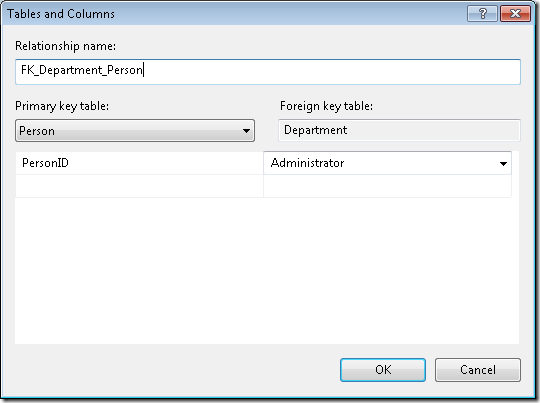 Tables and Columns
Relationship name:
FK_Department_Person
Primary key table:
Foreign key table:
Person
Department
PersonID
Administrator
OK
Cancel